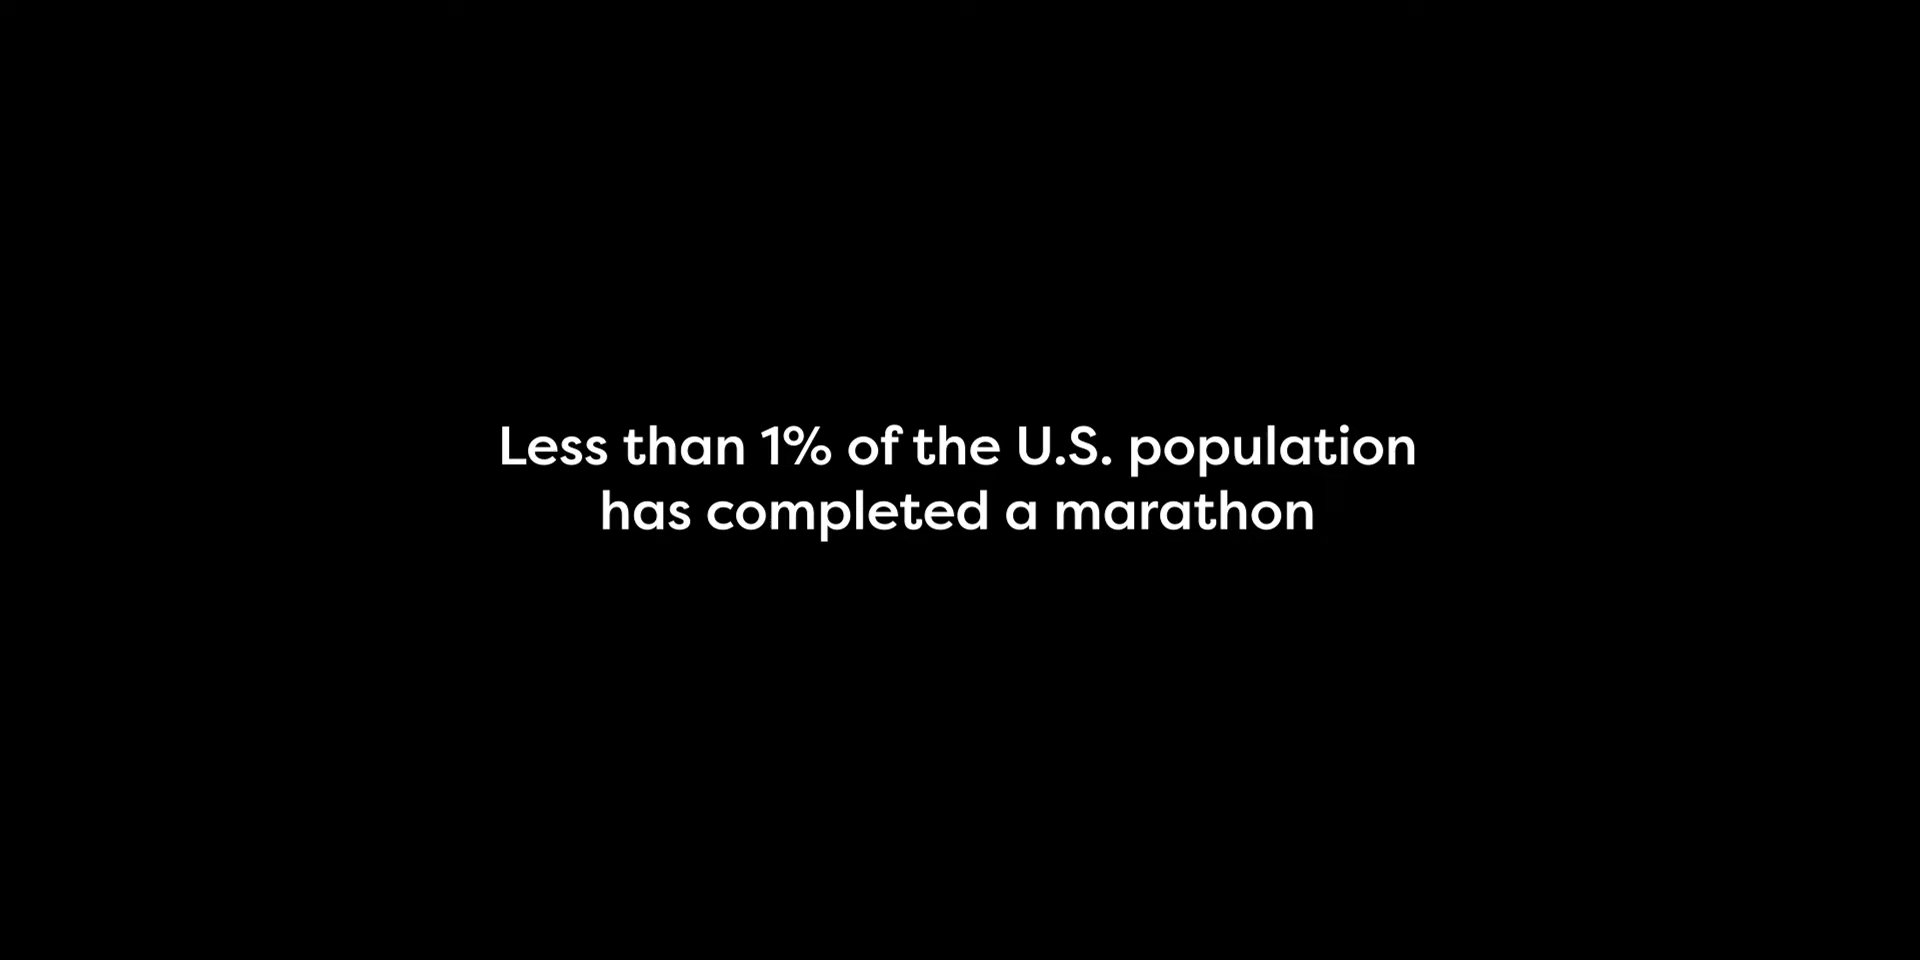 Less than 1% of the U.S. population
has completed a marathon